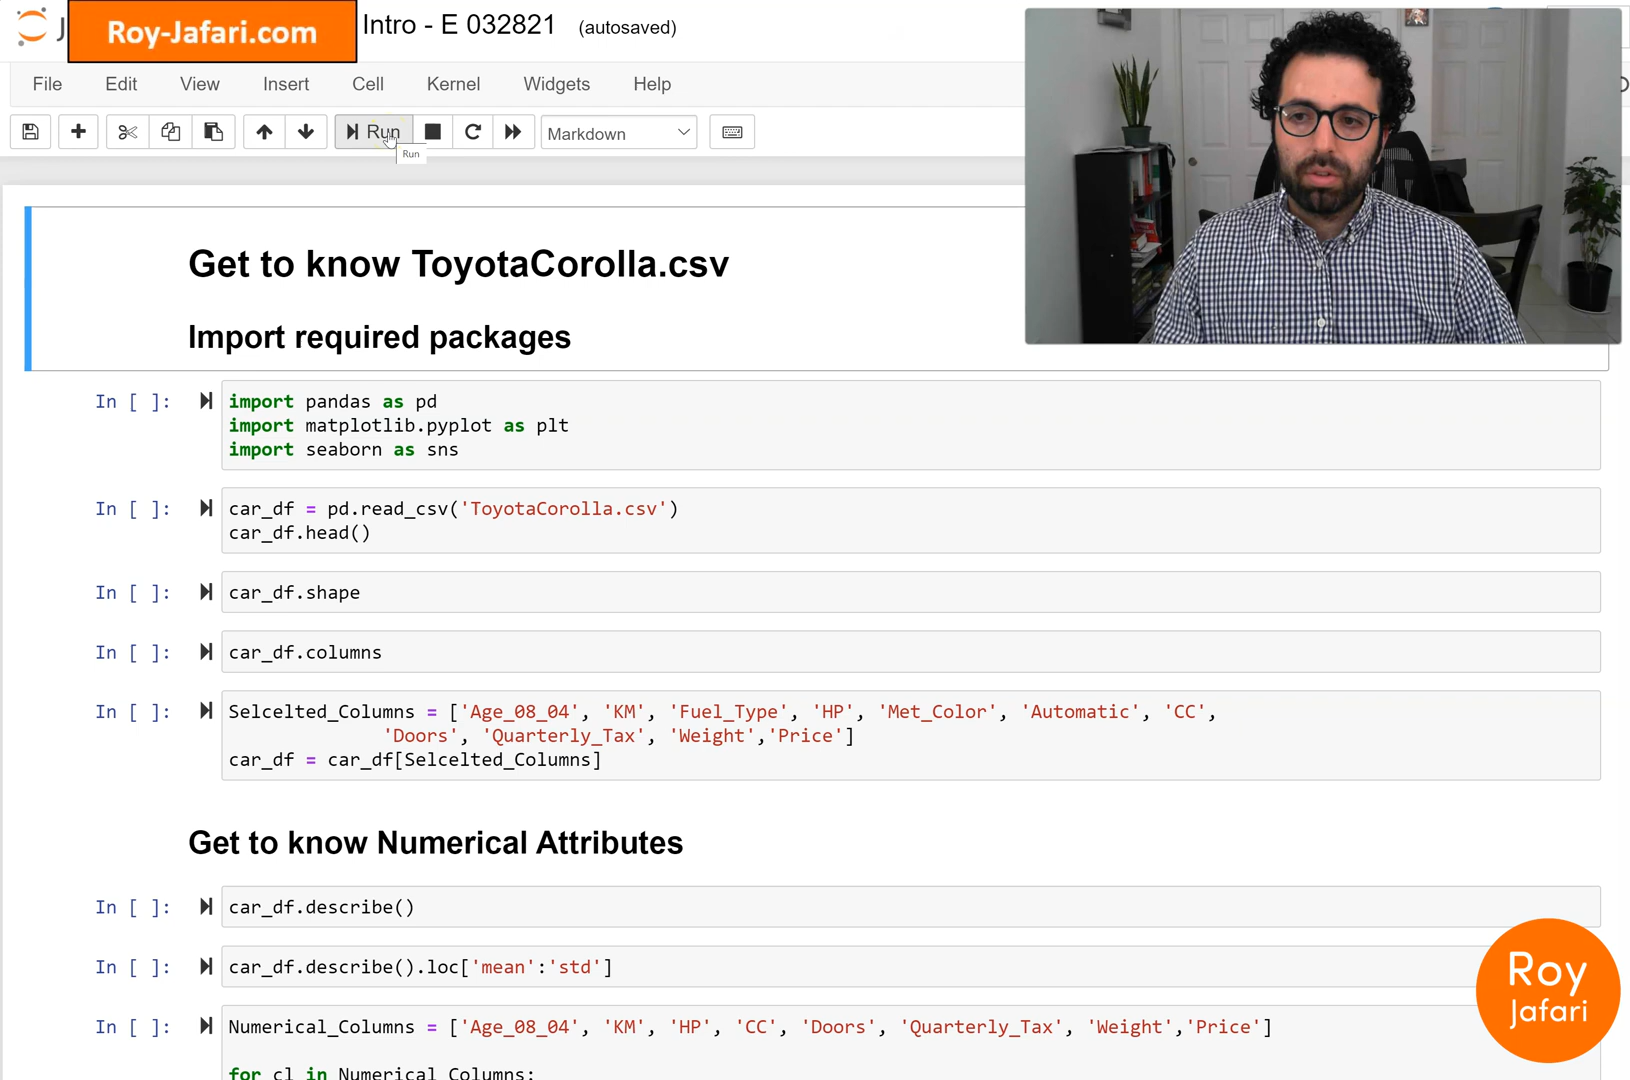 Roy-Jafari.com
Intro - E 032821 (autosaved)
File Edit View Insert Cell Kernel Widgets Help
Run
Markdown
Run
Get to know ToyotaCorolla.csv
Import required packages
In [ ]:
import pandas as pd
import matplotlib.pyplot as plt
import seaborn as sns
In [ ]:
car_df = pd.read_csv('ToyotaCorolla.csv')
car_df.head()
In [ ]:
car_df.shape
In [ ]:
car_df.columns
In [ ]:
Selcelted_Columns = ['Age_08_04', 'KM', 'Fuel_Type', 'HP', 'Met_Color', 'Automatic', 'CC',
'Doors', 'Quarterly_Tax', 'Weight','Price']
car_df = car_df[Selcelted_Columns]
Get to know Numerical Attributes
In [ ]:
car_df.describe()
In [ ]:
car_df.describe().loc['mean':'std']
In [ ]:
Numerical_Columns = ['Age_08_04', 'KM', 'HP', 'CC', 'Doors', 'Quarterly_Tax', 'Weight','Price']
for cl in Numerical_Columns:
Roy
Jafari